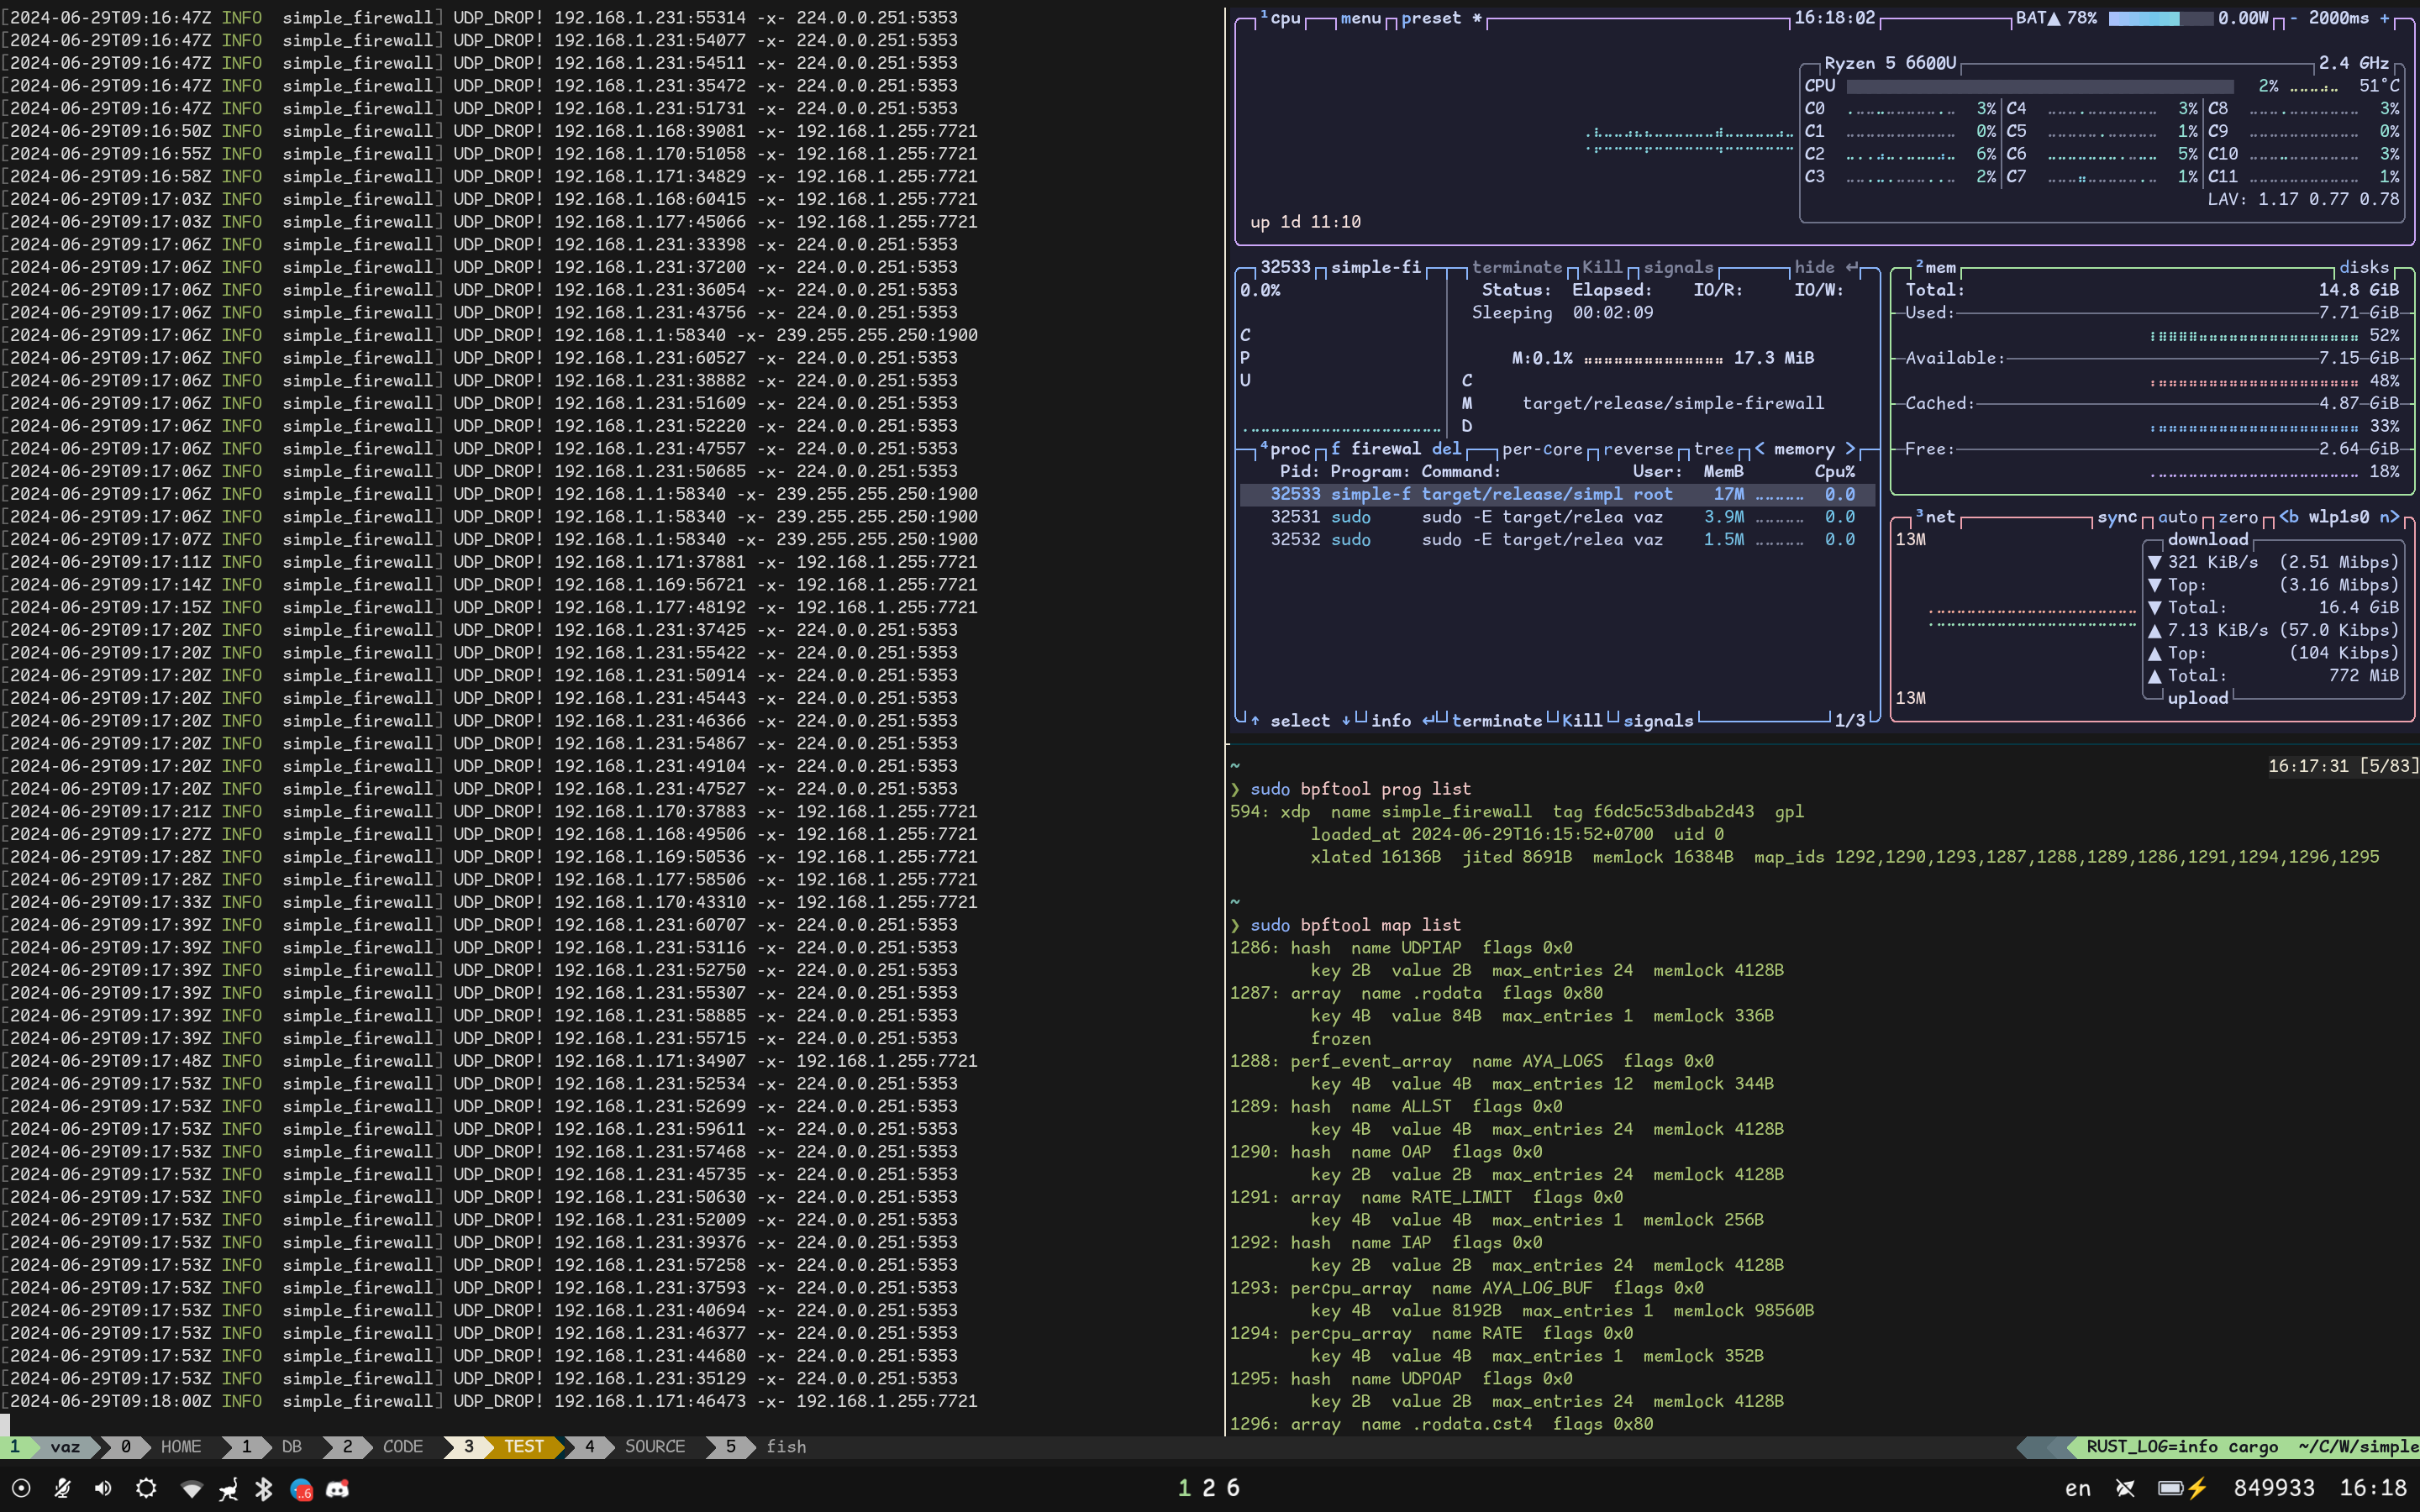 [2024-06-29T09:16:47Z INFO  simple_firewall] UDP_DROP! 192.168.1.231:55314 -x- 224.0.0.251:5353
[2024-06-29T09:16:47Z INFO  simple_firewall] UDP_DROP! 192.168.1.231:54077 -x- 224.0.0.251:5353
[2024-06-29T09:16:47Z INFO  simple_firewall] UDP_DROP! 192.168.1.231:54511 -x- 224.0.0.251:5353
[2024-06-29T09:16:47Z INFO  simple_firewall] UDP_DROP! 192.168.1.231:35472 -x- 224.0.0.251:5353
[2024-06-29T09:16:47Z INFO  simple_firewall] UDP_DROP! 192.168.1.231:51731 -x- 224.0.0.251:5353
[2024-06-29T09:16:50Z INFO  simple_firewall] UDP_DROP! 192.168.1.168:39081 -x- 192.168.1.255:7721
[2024-06-29T09:16:55Z INFO  simple_firewall] UDP_DROP! 192.168.1.170:51058 -x- 192.168.1.255:7721
[2024-06-29T09:16:58Z INFO  simple_firewall] UDP_DROP! 192.168.1.171:34829 -x- 192.168.1.255:7721
[2024-06-29T09:17:03Z INFO  simple_firewall] UDP_DROP! 192.168.1.168:60415 -x- 192.168.1.255:7721
[2024-06-29T09:17:03Z INFO  simple_firewall] UDP_DROP! 192.168.1.177:45066 -x- 192.168.1.255:7721
[2024-06-29T09:17:06Z INFO  simple_firewall] UDP_DROP! 192.168.1.231:33398 -x- 224.0.0.251:5353
[2024-06-29T09:17:06Z INFO  simple_firewall] UDP_DROP! 192.168.1.231:37200 -x- 224.0.0.251:5353
[2024-06-29T09:17:06Z INFO  simple_firewall] UDP_DROP! 192.168.1.231:36054 -x- 224.0.0.251:5353
[2024-06-29T09:17:06Z INFO  simple_firewall] UDP_DROP! 192.168.1.231:43756 -x- 224.0.0.251:5353
[2024-06-29T09:17:06Z INFO  simple_firewall] UDP_DROP! 192.168.1.1:58340 -x- 239.255.255.250:1900
[2024-06-29T09:17:06Z INFO  simple_firewall] UDP_DROP! 192.168.1.231:60527 -x- 224.0.0.251:5353
[2024-06-29T09:17:06Z INFO  simple_firewall] UDP_DROP! 192.168.1.231:38882 -x- 224.0.0.251:5353
[2024-06-29T09:17:06Z INFO  simple_firewall] UDP_DROP! 192.168.1.231:51609 -x- 224.0.0.251:5353
[2024-06-29T09:17:06Z INFO  simple_firewall] UDP_DROP! 192.168.1.231:52220 -x- 224.0.0.251:5353
[2024-06-29T09:17:06Z INFO  simple_firewall] UDP_DROP! 192.168.1.231:47557 -x- 224.0.0.251:5353
[2024-06-29T09:17:06Z INFO  simple_firewall] UDP_DROP! 192.168.1.231:50685 -x- 224.0.0.251:5353
[2024-06-29T09:17:06Z INFO  simple_firewall] UDP_DROP! 192.168.1.1:58340 -x- 239.255.255.250:1900
[2024-06-29T09:17:06Z INFO  simple_firewall] UDP_DROP! 192.168.1.1:58340 -x- 239.255.255.250:1900
[2024-06-29T09:17:07Z INFO  simple_firewall] UDP_DROP! 192.168.1.1:58340 -x- 239.255.255.250:1900
[2024-06-29T09:17:11Z INFO  simple_firewall] UDP_DROP! 192.168.1.171:37881 -x- 192.168.1.255:7721
[2024-06-29T09:17:14Z INFO  simple_firewall] UDP_DROP! 192.168.1.169:56721 -x- 192.168.1.255:7721
[2024-06-29T09:17:15Z INFO  simple_firewall] UDP_DROP! 192.168.1.177:48192 -x- 192.168.1.255:7721
[2024-06-29T09:17:20Z INFO  simple_firewall] UDP_DROP! 192.168.1.231:37425 -x- 224.0.0.251:5353
[2024-06-29T09:17:20Z INFO  simple_firewall] UDP_DROP! 192.168.1.231:55422 -x- 224.0.0.251:5353
[2024-06-29T09:17:20Z INFO  simple_firewall] UDP_DROP! 192.168.1.231:50914 -x- 224.0.0.251:5353
[2024-06-29T09:17:20Z INFO  simple_firewall] UDP_DROP! 192.168.1.231:45443 -x- 224.0.0.251:5353
[2024-06-29T09:17:20Z INFO  simple_firewall] UDP_DROP! 192.168.1.231:46366 -x- 224.0.0.251:5353
[2024-06-29T09:17:20Z INFO  simple_firewall] UDP_DROP! 192.168.1.231:54867 -x- 224.0.0.251:5353
[2024-06-29T09:17:20Z INFO  simple_firewall] UDP_DROP! 192.168.1.231:49104 -x- 224.0.0.251:5353
[2024-06-29T09:17:20Z INFO  simple_firewall] UDP_DROP! 192.168.1.231:47527 -x- 224.0.0.251:5353
[2024-06-29T09:17:21Z INFO  simple_firewall] UDP_DROP! 192.168.1.170:37883 -x- 192.168.1.255:7721
[2024-06-29T09:17:27Z INFO  simple_firewall] UDP_DROP! 192.168.1.168:49506 -x- 192.168.1.255:7721
[2024-06-29T09:17:28Z INFO  simple_firewall] UDP_DROP! 192.168.1.169:50536 -x- 192.168.1.255:7721
[2024-06-29T09:17:28Z INFO  simple_firewall] UDP_DROP! 192.168.1.177:58506 -x- 192.168.1.255:7721
[2024-06-29T09:17:33Z INFO  simple_firewall] UDP_DROP! 192.168.1.170:43310 -x- 192.168.1.255:7721
[2024-06-29T09:17:39Z INFO  simple_firewall] UDP_DROP! 192.168.1.231:60707 -x- 224.0.0.251:5353
[2024-06-29T09:17:39Z INFO  simple_firewall] UDP_DROP! 192.168.1.231:53116 -x- 224.0.0.251:5353
[2024-06-29T09:17:39Z INFO  simple_firewall] UDP_DROP! 192.168.1.231:52750 -x- 224.0.0.251:5353
[2024-06-29T09:17:39Z INFO  simple_firewall] UDP_DROP! 192.168.1.231:55307 -x- 224.0.0.251:5353
[2024-06-29T09:17:39Z INFO  simple_firewall] UDP_DROP! 192.168.1.231:58885 -x- 224.0.0.251:5353
[2024-06-29T09:17:39Z INFO  simple_firewall] UDP_DROP! 192.168.1.231:55715 -x- 224.0.0.251:5353
[2024-06-29T09:17:48Z INFO  simple_firewall] UDP_DROP! 192.168.1.171:34907 -x- 192.168.1.255:7721
[2024-06-29T09:17:53Z INFO  simple_firewall] UDP_DROP! 192.168.1.231:52534 -x- 224.0.0.251:5353
[2024-06-29T09:17:53Z INFO  simple_firewall] UDP_DROP! 192.168.1.231:52699 -x- 224.0.0.251:5353
[2024-06-29T09:17:53Z INFO  simple_firewall] UDP_DROP! 192.168.1.231:59611 -x- 224.0.0.251:5353
[2024-06-29T09:17:53Z INFO  simple_firewall] UDP_DROP! 192.168.1.231:57468 -x- 224.0.0.251:5353
[2024-06-29T09:17:53Z INFO  simple_firewall] UDP_DROP! 192.168.1.231:45735 -x- 224.0.0.251:5353
[2024-06-29T09:17:53Z INFO  simple_firewall] UDP_DROP! 192.168.1.231:50630 -x- 224.0.0.251:5353
[2024-06-29T09:17:53Z INFO  simple_firewall] UDP_DROP! 192.168.1.231:52009 -x- 224.0.0.251:5353
[2024-06-29T09:17:53Z INFO  simple_firewall] UDP_DROP! 192.168.1.231:39376 -x- 224.0.0.251:5353
[2024-06-29T09:17:53Z INFO  simple_firewall] UDP_DROP! 192.168.1.231:57258 -x- 224.0.0.251:5353
[2024-06-29T09:17:53Z INFO  simple_firewall] UDP_DROP! 192.168.1.231:37593 -x- 224.0.0.251:5353
[2024-06-29T09:17:53Z INFO  simple_firewall] UDP_DROP! 192.168.1.231:40694 -x- 224.0.0.251:5353
[2024-06-29T09:17:53Z INFO  simple_firewall] UDP_DROP! 192.168.1.231:46377 -x- 224.0.0.251:5353
[2024-06-29T09:17:53Z INFO  simple_firewall] UDP_DROP! 192.168.1.231:44680 -x- 224.0.0.251:5353
[2024-06-29T09:17:53Z INFO  simple_firewall] UDP_DROP! 192.168.1.231:35129 -x- 224.0.0.251:5353
[2024-06-29T09:18:00Z INFO  simple_firewall] UDP_DROP! 192.168.1.171:46473 -x- 192.168.1.255:7721
¹cpu menu preset * 16:18:02 BAT▲ 78% 0.00W - 2000ms +
Ryzen 5 6600U 2.4 GHz
CPU 2% 51°C
C0 3% C4 3% C8 3%
C1 0% C5 1% C9 0%
C2 6% C6 5% C10 3%
C3 2% C7 1% C11 1%
LAV: 1.17 0.77 0.78
up 1d 11:10
32533 simple-fi terminate Kill signals hide ↵
0.0% Status: Elapsed: IO/R: IO/W:
Sleeping 00:02:09
C
P M:0.1% 17.3 MiB
U C
M target/release/simple-firewall
D
⁴proc f firewal del per-core reverse tree < memory >
Pid: Program: Command: User: MemB Cpu%
32533 simple-f target/release/simpl root 17M 0.0
32531 sudo sudo -E target/relea vaz 3.9M 0.0
32532 sudo sudo -E target/relea vaz 1.5M 0.0
↑ select ↓ info ↵ terminate Kill signals 1/3
²mem disks
Total: 14.8 GiB
Used: 7.71 GiB
52%
Available: 7.15 GiB
48%
Cached: 4.87 GiB
33%
Free: 2.64 GiB
18%
³net sync auto zero <b wlp1s0 n>
13M download
▼ 321 KiB/s (2.51 Mibps)
▼ Top: (3.16 Mibps)
▼ Total: 16.4 GiB
▲ 7.13 KiB/s (57.0 Kibps)
▲ Top: (104 Kibps)
▲ Total: 772 MiB
13M upload
~ 16:17:31 [5/83]
❯ sudo bpftool prog list
594: xdp  name simple_firewall  tag f6dc5c53dbab2d43  gpl
loaded_at 2024-06-29T16:15:52+0700  uid 0
xlated 16136B  jited 8691B  memlock 16384B  map_ids 1292,1290,1293,1287,1288,1289,1286,1291,1294,1296,1295
~
❯ sudo bpftool map list
1286: hash  name UDPIAP  flags 0x0
key 2B  value 2B  max_entries 24  memlock 4128B
1287: array  name .rodata  flags 0x80
key 4B  value 84B  max_entries 1  memlock 336B
frozen
1288: perf_event_array  name AYA_LOGS  flags 0x0
key 4B  value 4B  max_entries 12  memlock 344B
1289: hash  name ALLST  flags 0x0
key 4B  value 4B  max_entries 24  memlock 4128B
1290: hash  name OAP  flags 0x0
key 2B  value 2B  max_entries 24  memlock 4128B
1291: array  name RATE_LIMIT  flags 0x0
key 4B  value 4B  max_entries 1  memlock 256B
1292: hash  name IAP  flags 0x0
key 2B  value 2B  max_entries 24  memlock 4128B
1293: percpu_array  name AYA_LOG_BUF  flags 0x0
key 4B  value 8192B  max_entries 1  memlock 98560B
1294: percpu_array  name RATE  flags 0x0
key 4B  value 4B  max_entries 1  memlock 352B
1295: hash  name UDPOAP  flags 0x0
key 2B  value 2B  max_entries 24  memlock 4128B
1296: array  name .rodata.cst4  flags 0x80
1 vaz 0 HOME 1 DB 2 CODE 3 TEST 4 SOURCE 5 fish RUST_LOG=info cargo ~/C/W/simple
..6 1 2 6 en 849933 16:18